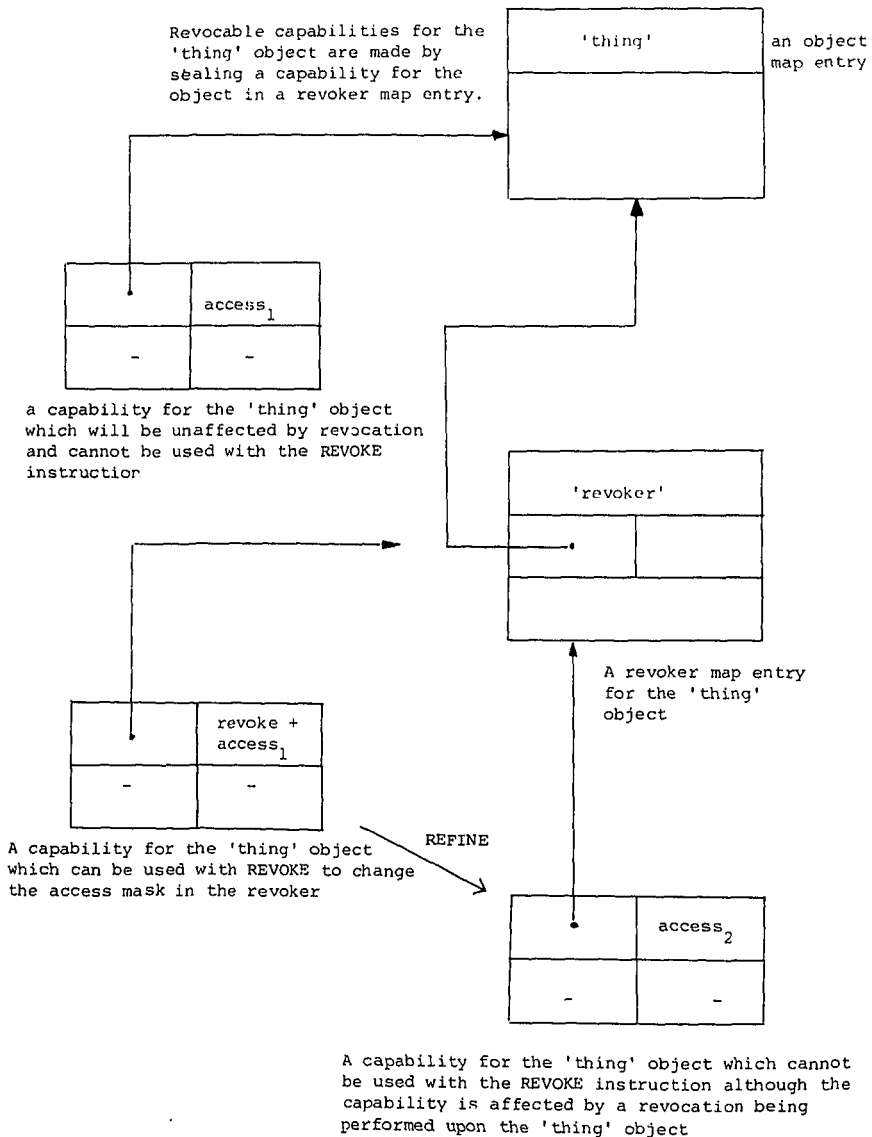 Revocable capabilities for the
'thing' object are made by
sealing a capability for the
object in a revoker map entry.
'thing'
an object
map entry
access1
-
-
a capability for the 'thing' object
which will be unaffected by revocation
and cannot be used with the REVOKE
instruction
'revoker'
A revoker map entry
for the 'thing'
object
revoke +
access1
-
-
A capability for the 'thing' object
which can be used with REVOKE to change
the access mask in the revoker
REFINE
access2
-
-
A capability for the 'thing' object which cannot
be used with the REVOKE instruction although the
capability is affected by a revocation being
performed upon the 'thing' object